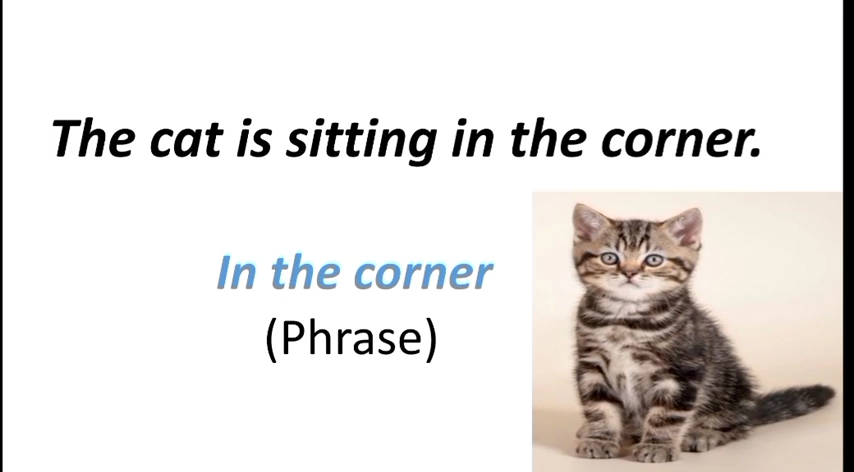 The cat is sitting in the corner.
In the corner
(Phrase)